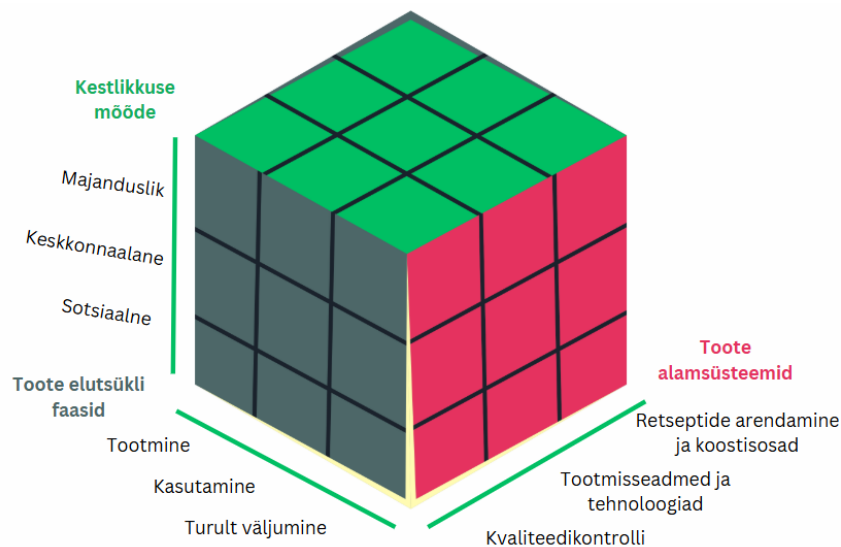 Kestlikkuse
mõõde
Majanduslik
Keskkonnaalane
Sotsiaalne
Toote elutsükli
faasid
Tootmine
Kasutamine
Turult väljumine
Toote
alamsüsteemid
Retseptide arendamine
ja koostisosad
Tootmisseadmed ja
tehnoloogiad
Kvaliteedikontrolli